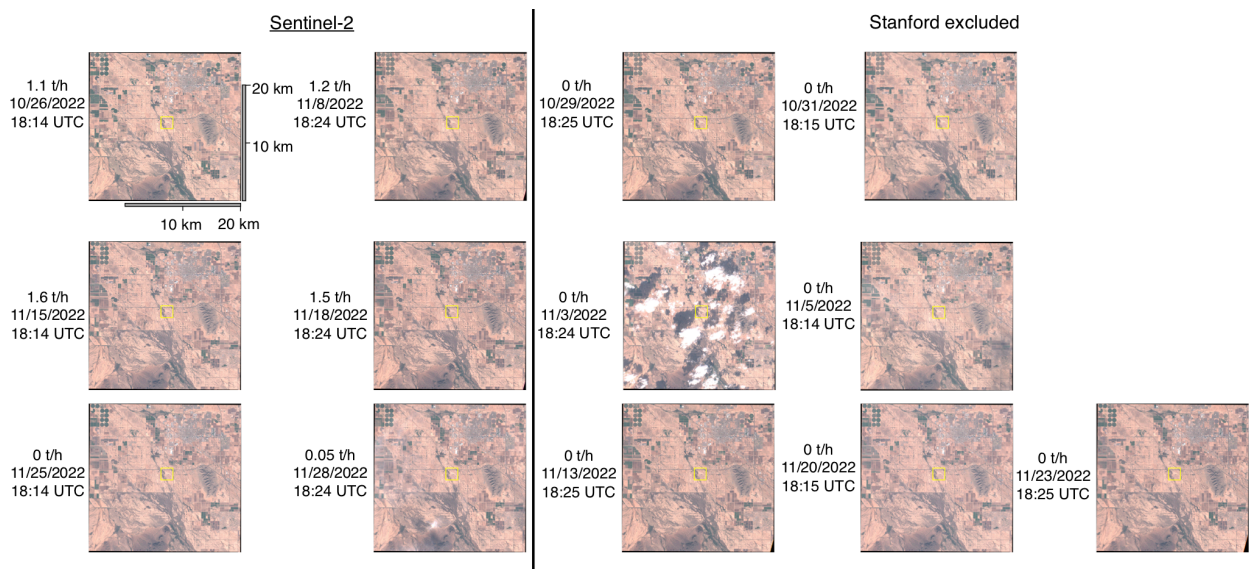 Sentinel-2
Stanford excluded
1.1 t/h
10/26/2022
18:14 UTC
20 km
10 km
10 km
20 km
1.2 t/h
11/8/2022
18:24 UTC
0 t/h
10/29/2022
18:25 UTC
0 t/h
10/31/2022
18:15 UTC
1.6 t/h
11/15/2022
18:14 UTC
1.5 t/h
11/18/2022
18:24 UTC
0 t/h
11/3/2022
18:24 UTC
0 t/h
11/5/2022
18:14 UTC
0 t/h
11/25/2022
18:14 UTC
0.05 t/h
11/28/2022
18:24 UTC
0 t/h
11/13/2022
18:25 UTC
0 t/h
11/20/2022
18:15 UTC
0 t/h
11/23/2022
18:25 UTC